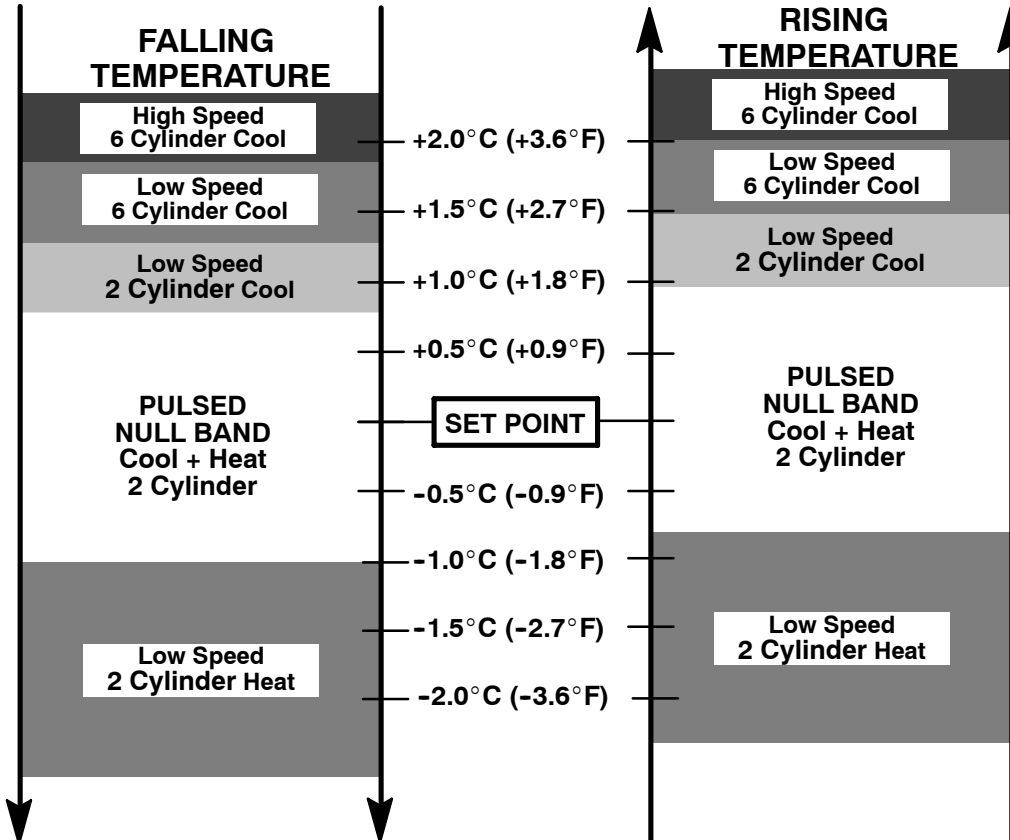 FALLING
TEMPERATURE
High Speed
6 Cylinder Cool
Low Speed
6 Cylinder Cool
Low Speed
2 Cylinder Cool
PULSED
NULL BAND
Cool + Heat
2 Cylinder
Low Speed
2 Cylinder Heat
+2.0°C (+3.6°F)
+1.5°C (+2.7°F)
+1.0°C (+1.8°F)
+0.5°C (+0.9°F)
SET POINT
-0.5°C (-0.9°F)
-1.0°C (-1.8°F)
-1.5°C (-2.7°F)
-2.0°C (-3.6°F)
RISING
TEMPERATURE
High Speed
6 Cylinder Cool
Low Speed
6 Cylinder Cool
Low Speed
2 Cylinder Cool
PULSED
NULL BAND
Cool + Heat
2 Cylinder
Low Speed
2 Cylinder Heat